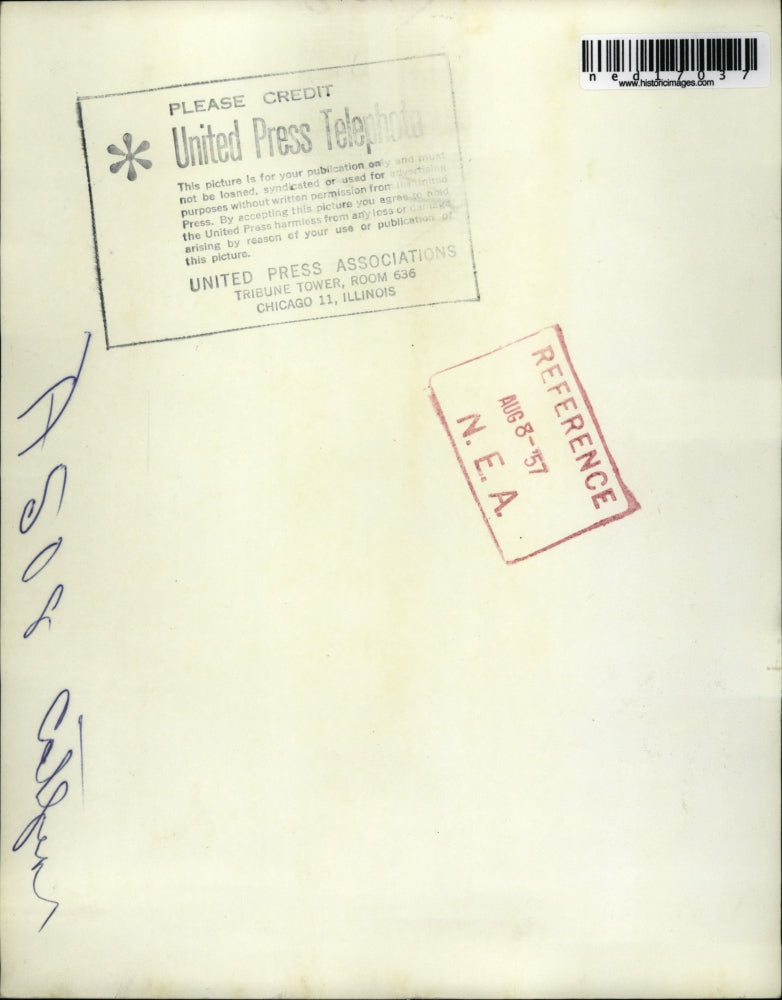 ned17037
www.historicimages.com
PLEASE CREDIT
United Press Telephoto
This picture is for your publication only and must
not be loaned, syndicated or used for advertising
purposes without written permission from the United
Press. By accepting this picture you agree to hold
the United Press harmless from any loss or damage
arising by reason of your use or publication of
this picture.
UNITED PRESS ASSOCIATIONS
TRIBUNE TOWER, ROOM 636
CHICAGO 11, ILLINOIS
REFERENCE
AUG 8-'57
N. E. A.